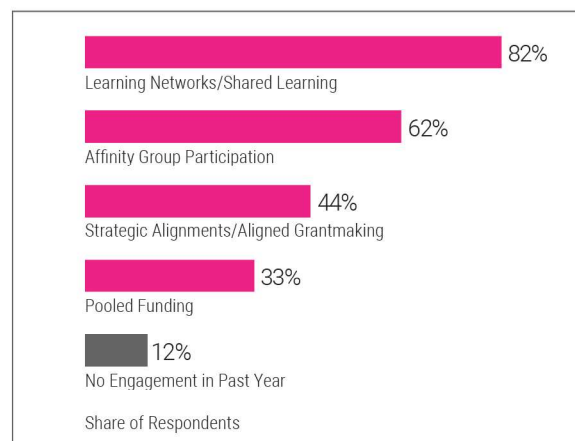 82%
Learning Networks/Shared Learning
62%
Affinity Group Participation
44%
Strategic Alignments/Aligned Grantmaking
33%
Pooled Funding
12%
No Engagement in Past Year
Share of Respondents